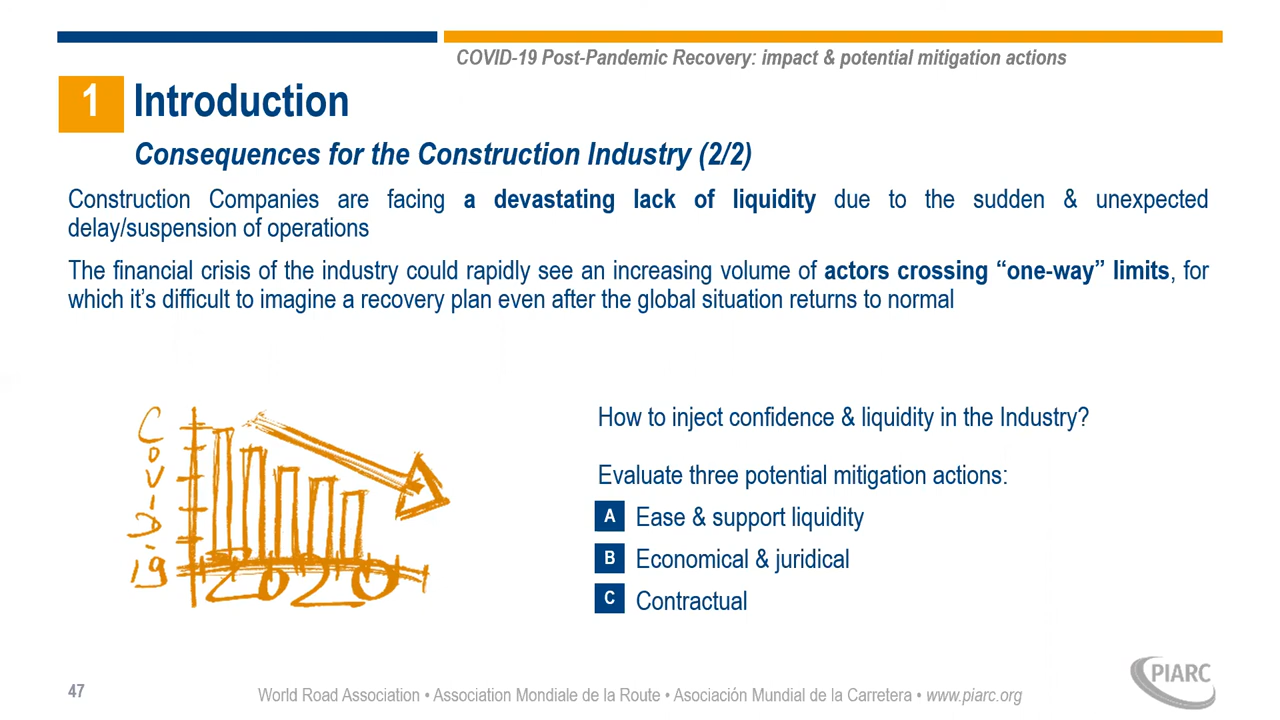 COVID-19 Post-Pandemic Recovery: impact & potential mitigation actions
1 Introduction
Consequences for the Construction Industry (2/2)
Construction Companies are facing a devastating lack of liquidity due to the sudden & unexpected
delay/suspension of operations
The financial crisis of the industry could rapidly see an increasing volume of actors crossing “one-way” limits, for
which it’s difficult to imagine a recovery plan even after the global situation returns to normal
COVID-19
2020
How to inject confidence & liquidity in the Industry?
Evaluate three potential mitigation actions:
A Ease & support liquidity
B Economical & juridical
C Contractual
47
World Road Association • Association Mondiale de la Route • Asociación Mundial de la Carretera • www.piarc.org
PIARC